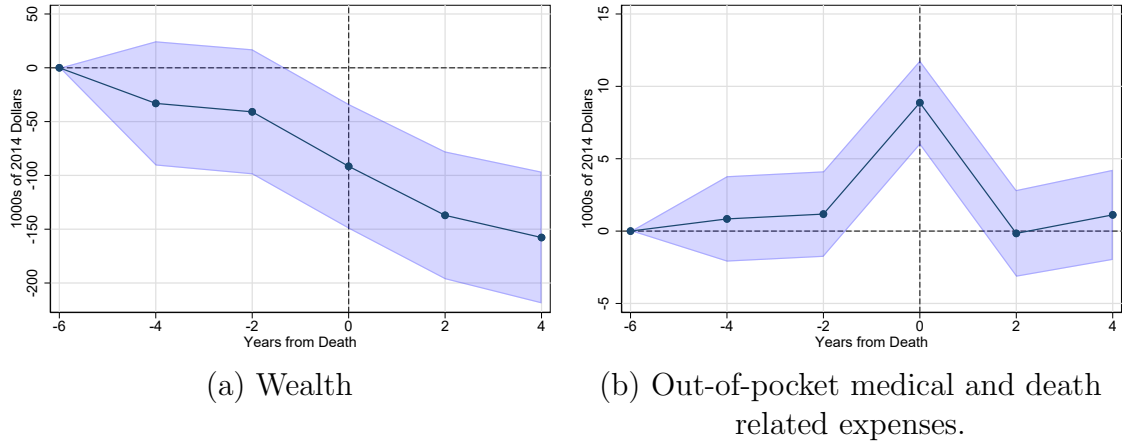 50
0
-50
-100
-150
-200
1000s of 2014 Dollars
-6 -4 -2 0 2 4
Years from Death
(a) Wealth
15
10
5
0
-5
1000s of 2014 Dollars
-6 -4 -2 0 2 4
Years from Death
(b) Out-of-pocket medical and death
related expenses.